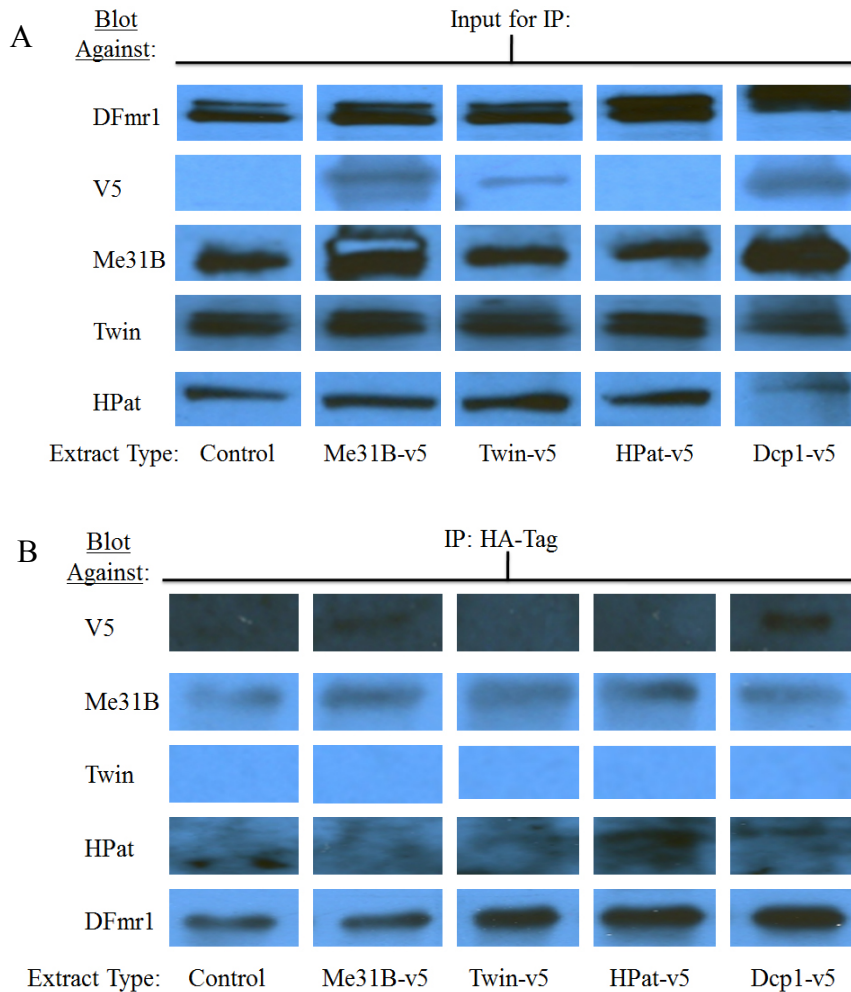 A
Blot
Against:
Input for IP:
DFmr1
V5
Me31B
Twin
HPat
Extract Type: Control Me31B-v5 Twin-v5 HPat-v5 Dcp1-v5
B
Blot
Against:
IP: HA-Tag
V5
Me31B
Twin
HPat
DFmr1
Extract Type: Control Me31B-v5 Twin-v5 HPat-v5 Dcp1-v5